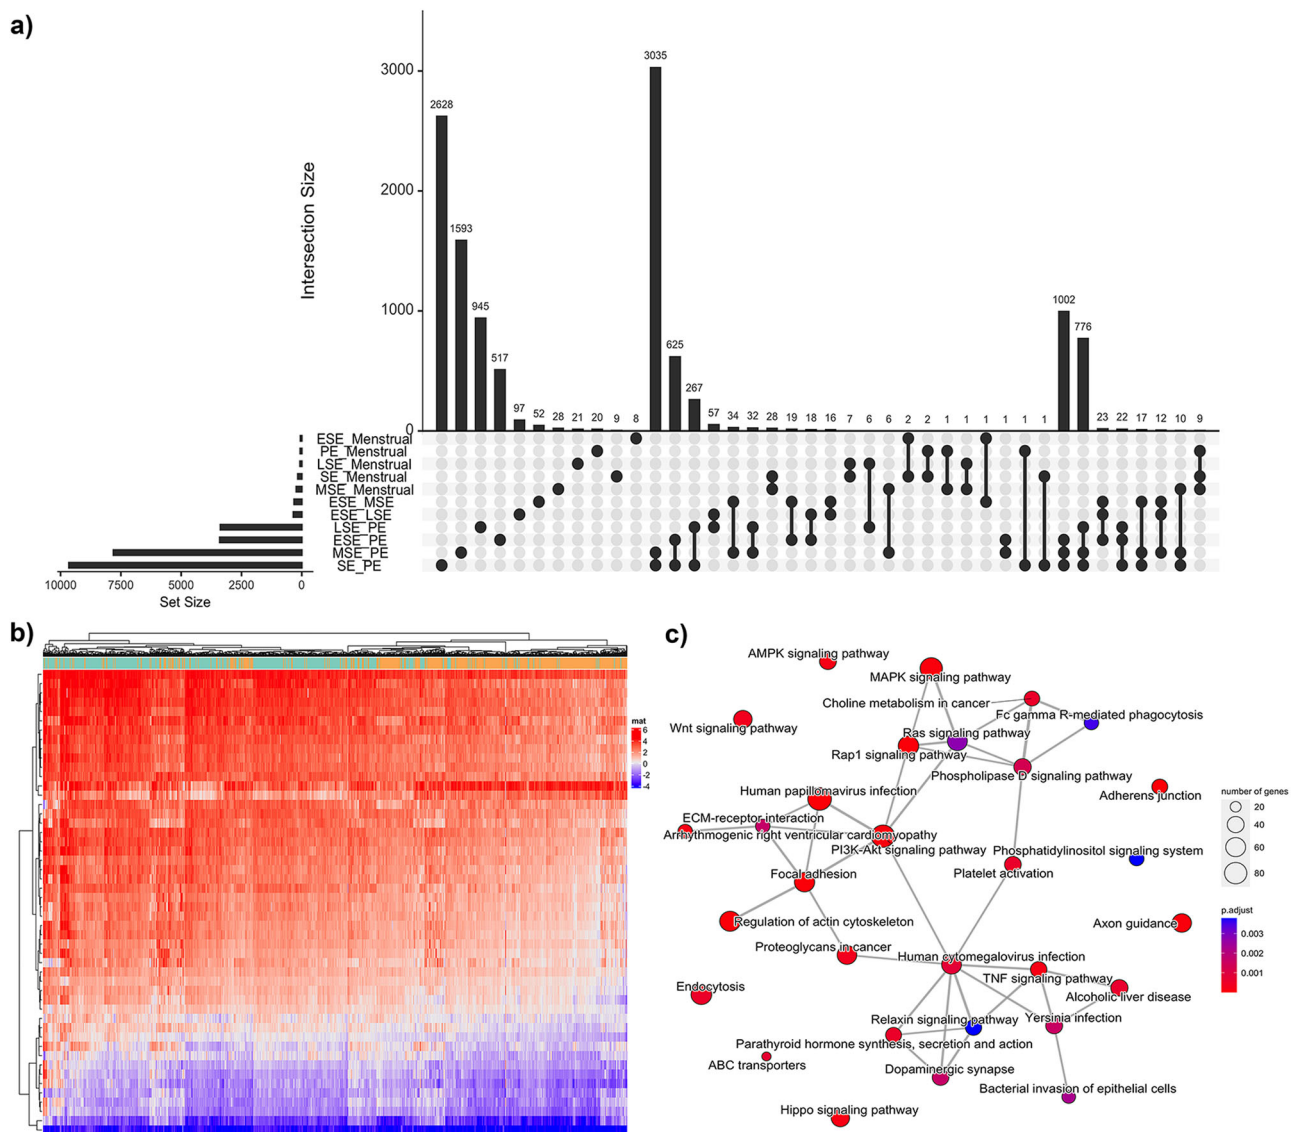 a)
Intersection Size
3000
2000
1000
0
2628
1593
945
517
97
52
28
21
20
9
8
3035
625
267
57
34
32
28
19
18
16
7
6
6
2
2
1
1
1
1
1
1
1002
776
23
22
17
12
10
9
ESE_Menstrual
PE_Menstrual
LSE_Menstrual
SE_Menstrual
MSE_Menstrual
ESE_MSE
ESE_LSE
LSE_PE
ESE_PE
MSE_PE
SE_PE
10000 7500 5000 2500 0
Set Size
b)
mat
6
4
2
0
-2
-4
c)
AMPK signaling pathway
MAPK signaling pathway
Choline metabolism in cancer
Fc gamma R-mediated phagocytosis
Wnt signaling pathway
Ras signaling pathway
Rap1 signaling pathway
Phospholipase D signaling pathway
Human papillomavirus infection
Adherens junction
ECM-receptor interaction
Arrhythmogenic right ventricular cardiomyopathy
PI3K-Akt signaling pathway
Phosphatidylinositol signaling system
Focal adhesion
Platelet activation
Regulation of actin cytoskeleton
Axon guidance
Proteoglycans in cancer
Human cytomegalovirus infection
TNF signaling pathway
Endocytosis
Alcoholic liver disease
Relaxin signaling pathway
Yersinia infection
Parathyroid hormone synthesis, secretion and action
ABC transporters
Dopaminergic synapse
Bacterial invasion of epithelial cells
Hippo signaling pathway
number of genes
20
40
60
80
p.adjust
0.003
0.002
0.001